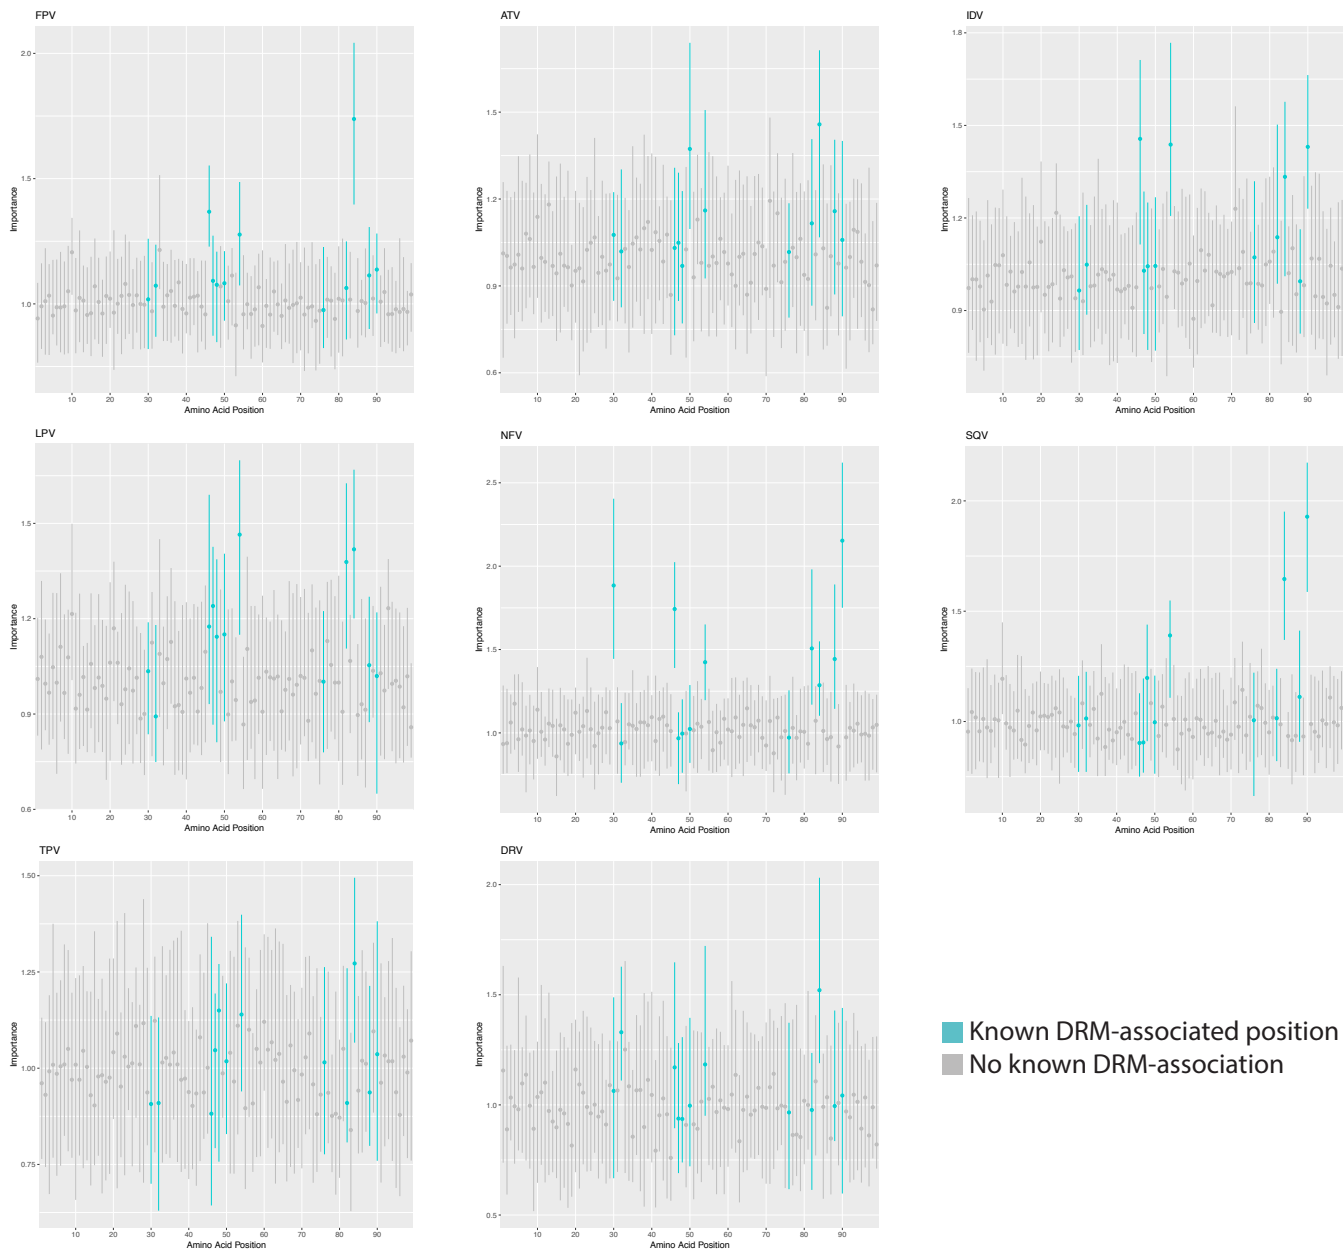 FPV
2.0
1.5
1.0
Importance
10 20 30 40 50 60 70 80 90
Amino Acid Position
ATV
1.5
1.2
0.9
0.6
Importance
10 20 30 40 50 60 70 80 90
Amino Acid Position
IDV
1.8
1.5
1.2
0.9
Importance
10 20 30 40 50 60 70 80 90
Amino Acid Position
LPV
1.5
1.2
0.9
0.6
Importance
10 20 30 40 50 60 70 80 90
Amino Acid Position
NFV
2.5
2.0
1.5
1.0
Importance
10 20 30 40 50 60 70 80 90
Amino Acid Position
SQV
2.0
1.5
1.0
Importance
10 20 30 40 50 60 70 80 90
Amino Acid Position
TPV
1.50
1.25
1.00
0.75
Importance
10 20 30 40 50 60 70 80 90
Amino Acid Position
DRV
2.0
1.5
1.0
0.5
Importance
10 20 30 40 50 60 70 80 90
Amino Acid Position
Known DRM-associated position
No known DRM-association